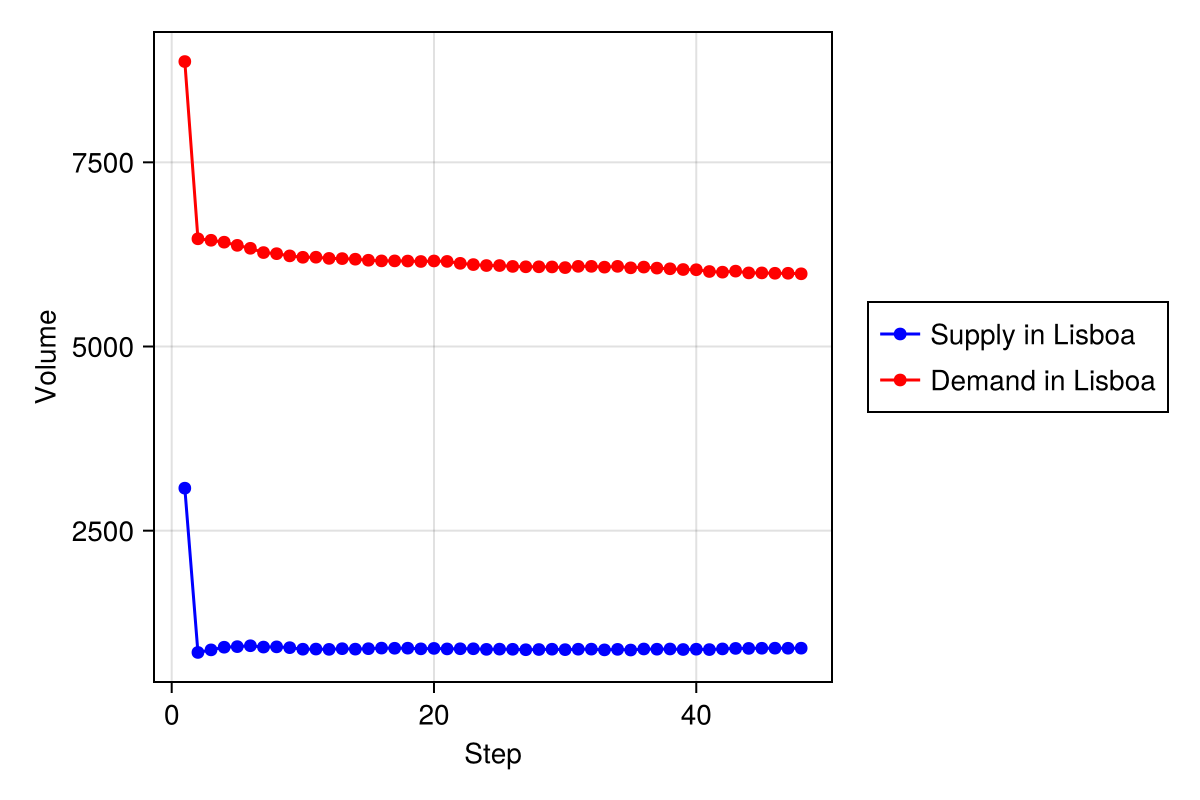 7500
5000
2500
Volume
0 20 40
Step
Supply in Lisboa
Demand in Lisboa